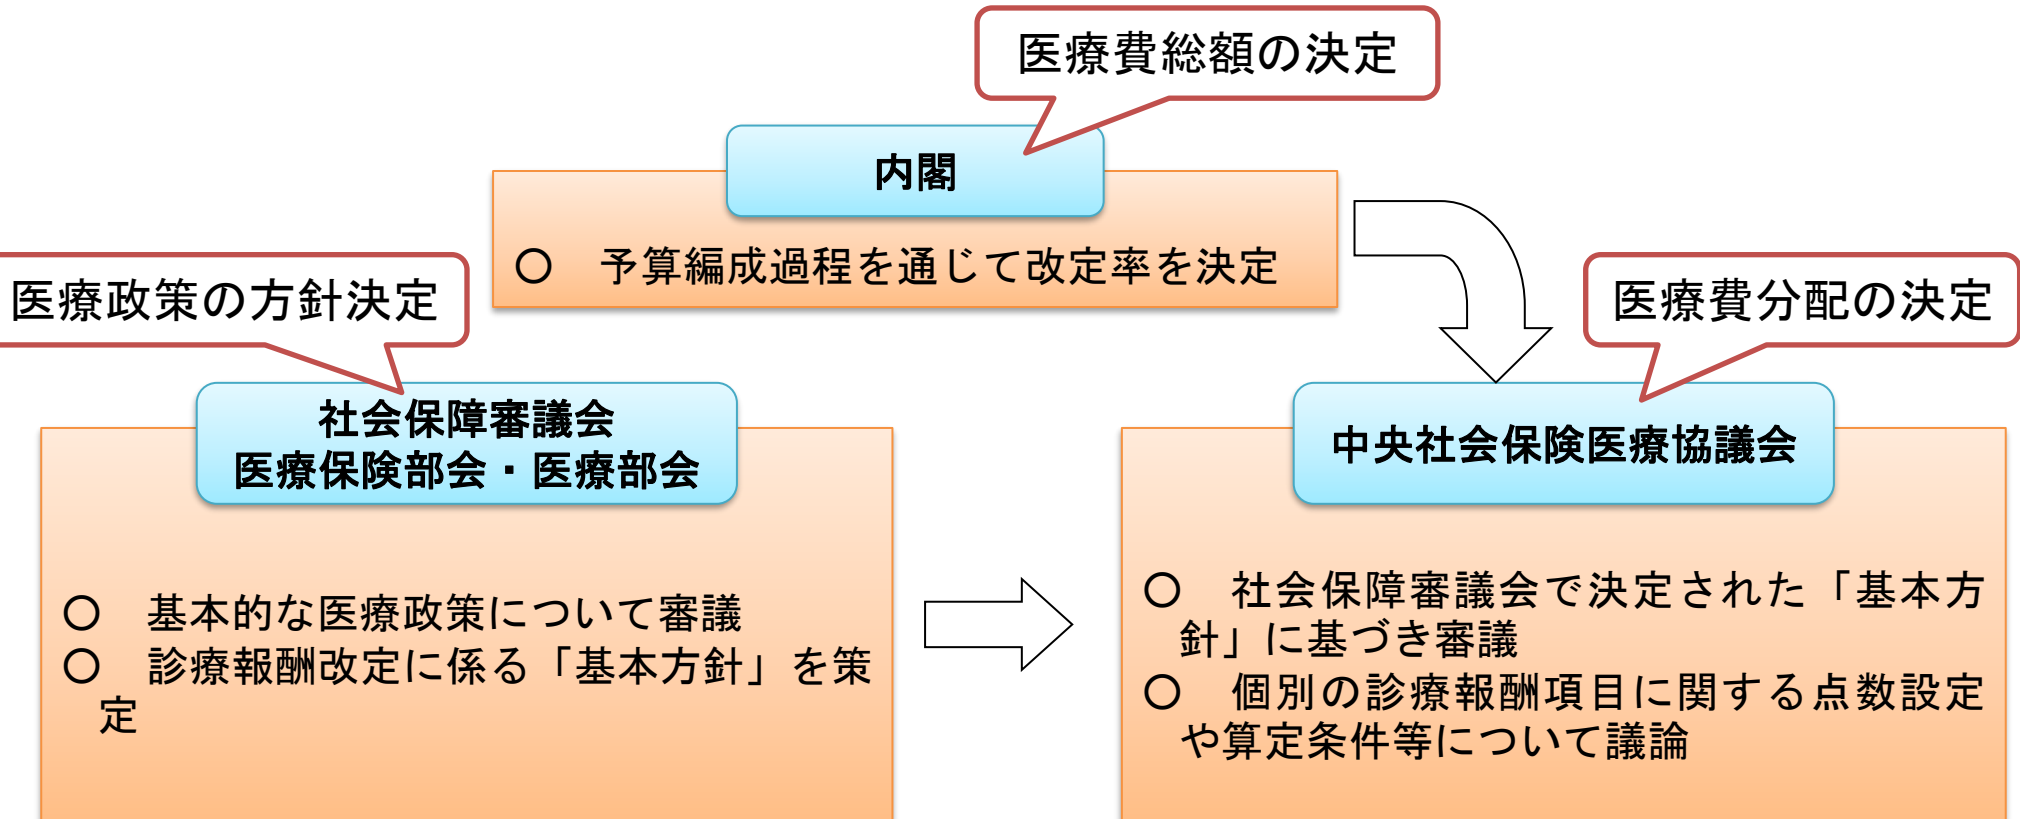 医療費総額の決定
内閣
〇 予算編成過程を通じて改定率を決定
医療政策の方針決定
社会保障審議会
医療保険部会・医療部会
〇 基本的な医療政策について審議
〇 診療報酬改定に係る「基本方針」を策
定
医療費分配の決定
中央社会保険医療協議会
〇 社会保障審議会で決定された「基本方
針」に基づき審議
〇 個別の診療報酬項目に関する点数設定
や算定条件等について議論